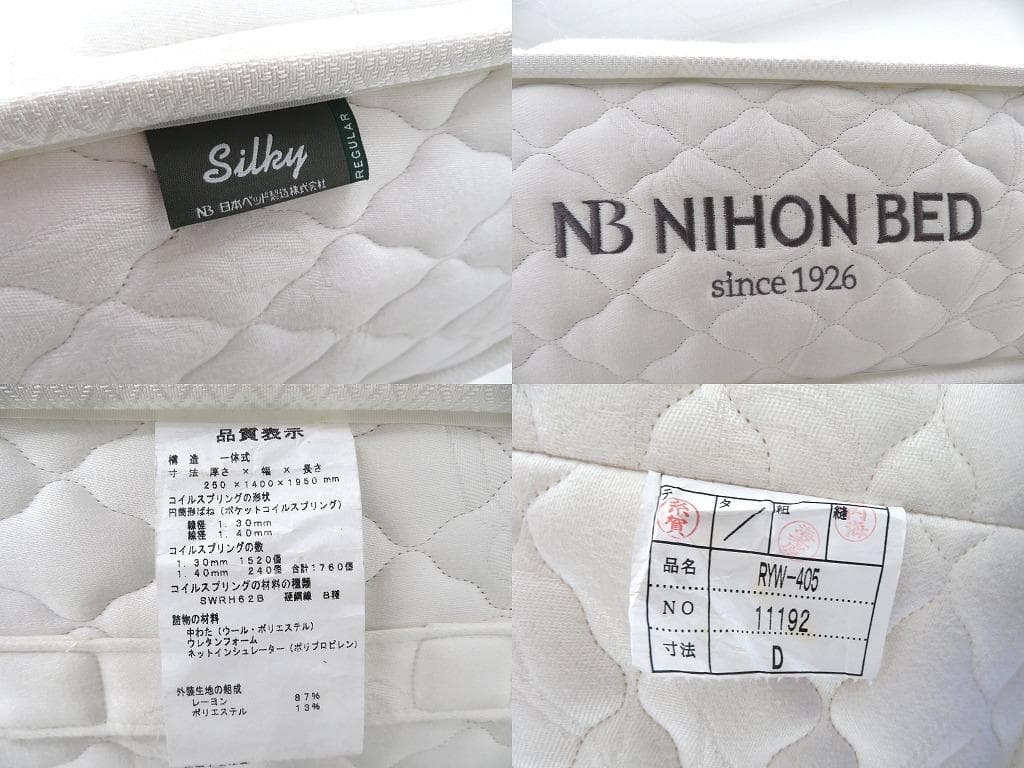 Silky
REGULAR
NB 日本ベッド製造株式会社
NB NIHON BED
since 1926
品質表示
構 造 一体式
寸 法 厚さ × 幅 × 長さ
250×1400×1950 mm
コイルスプリングの形状
円筒形ばね(ポケットコイルスプリング)
線径 1.30mm
線径 1.40mm
コイルスプリングの数
1.30mm 1520個
1.40mm 240個 合計1760個
コイルスプリングの材料の種類
SWRH62B 硬鋼線 B種
詰物の材料
中わた(ウール・ポリエステル)
ウレタンフォーム
ネットインシュレーター(ポリプロピレン)
外装生地の組成
レーヨン 87%
ポリエステル 13%
テ タ 組 縫
品名 RYW-405
NO 11192
寸法 D